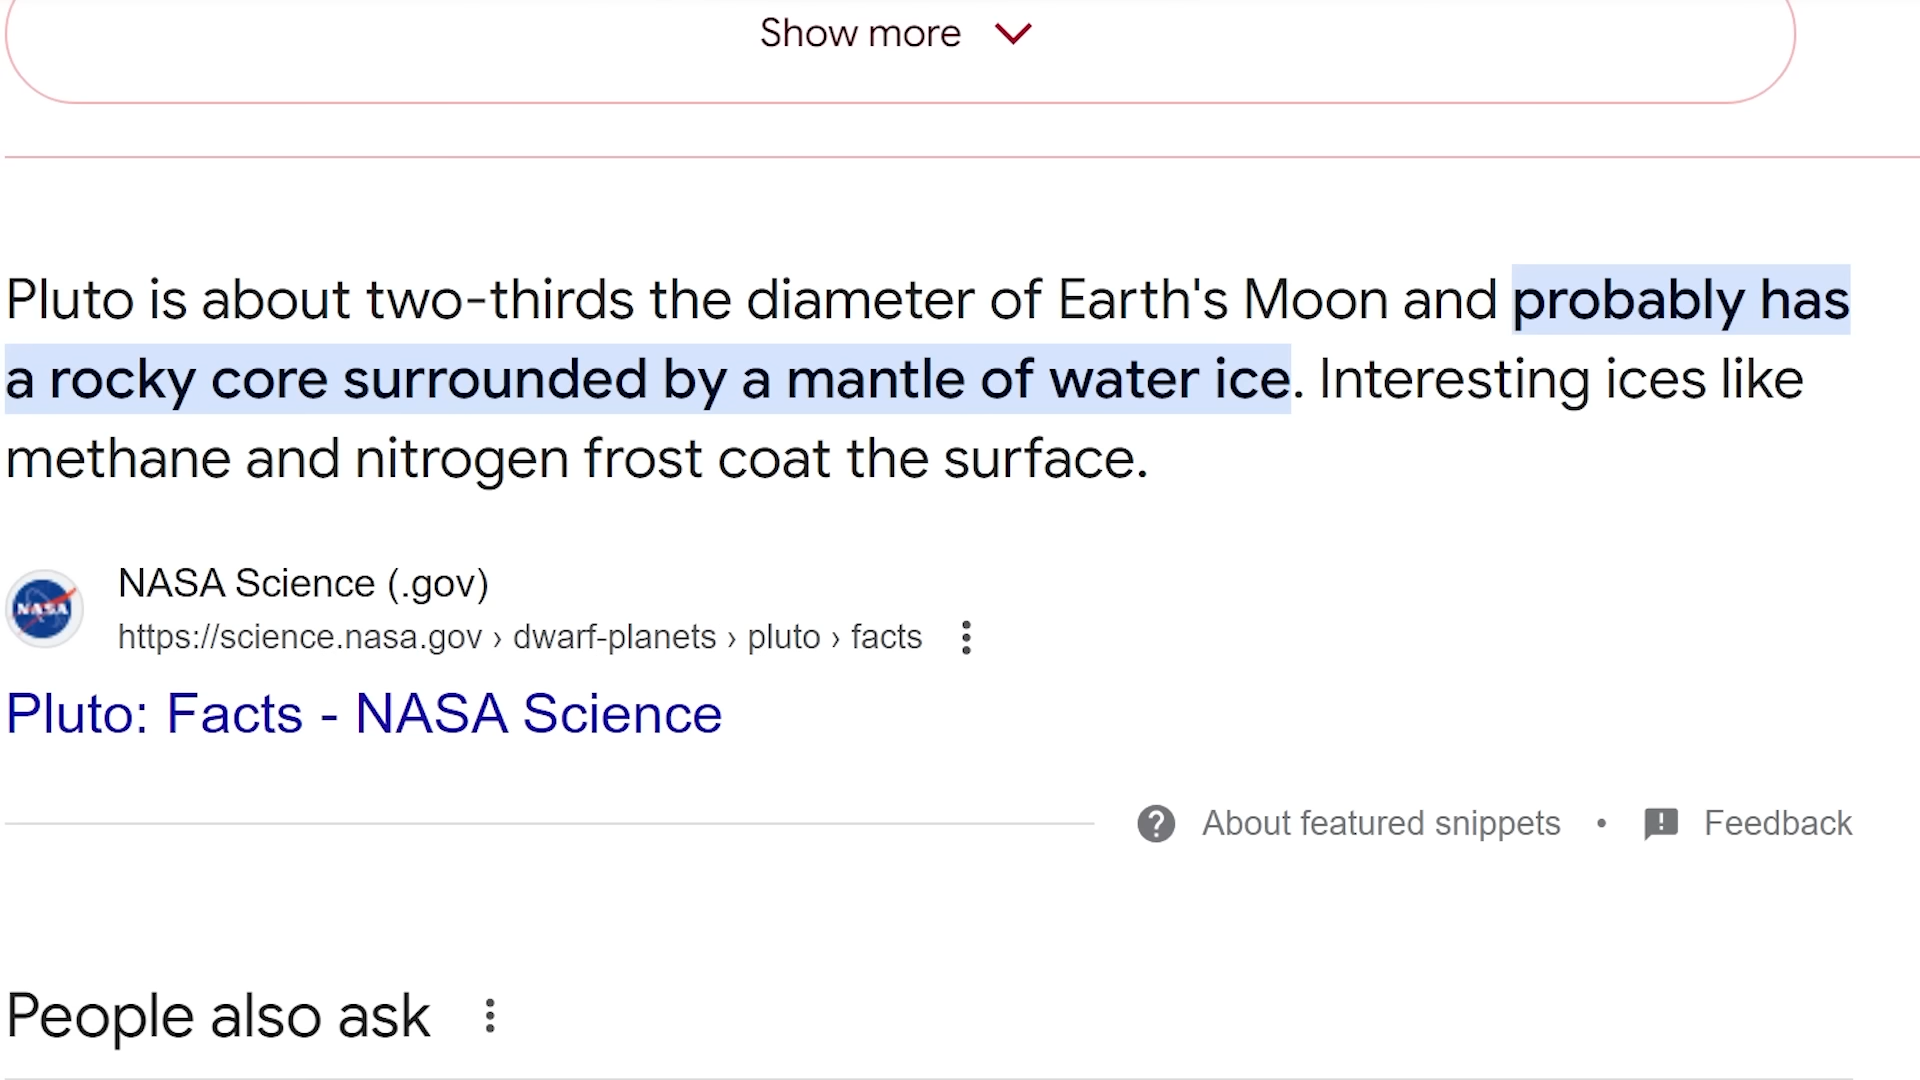 Show more
Pluto is about two-thirds the diameter of Earth's Moon and probably has
a rocky core surrounded by a mantle of water ice. Interesting ices like
methane and nitrogen frost coat the surface.
NASA
NASA Science (.gov)
https://science.nasa.gov › dwarf-planets › pluto › facts
Pluto: Facts - NASA Science
About featured snippets • Feedback
People also ask